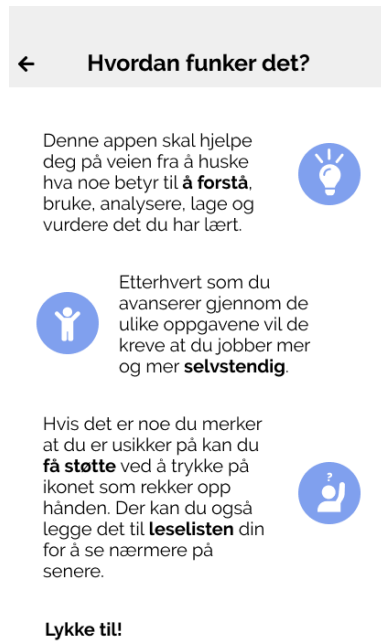 Hvordan funker det?
Denne appen skal hjelpe
deg på veien fra å huske
hva noe betyr til å forstå,
bruke, analysere, lage og
vurdere det du har lært.
Etterhvert som du
avanserer gjennom de
ulike oppgavene vil de
kreve at du jobber mer
og mer selvstendig.
Hvis det er noe du merker
at du er usikker på kan du
få støtte ved å trykke på
ikonet som rekker opp
hånden. Der kan du også
legge det til leselisten din
for å se nærmere på
senere.
?
Lykke til!